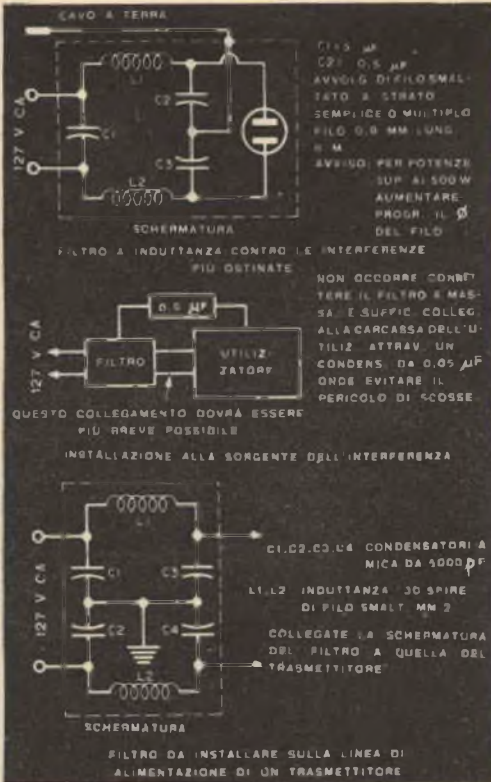 CAVO A TERRA
L1
127 V CA
C1
C2
C3
L2
SCHERMATURA
C1= 5 µF
C2= 0,5 µF
AVVOLG. DI FILO SMAL-
TATO A STRATO
SEMPLICE O MULTIPLO
FILO 0,8 MM LUNG.
M
AVVISO: PER POTENZE
SUP. AI 500 W
AUMENTARE
PROGR. IL Ø
DEL FILO
FILTRO A INDUTTANZA CONTRO LE INTERFERENZE
PIÙ OSTINATE
0,5 µF
127 V CA
FILTRO
UTILIZ-
ZATORE
QUESTO COLLEGAMENTO DOVRÀ ESSERE
PIÙ BREVE POSSIBILE
NON OCCORRE CONNET
TERE IL FILTRO A MAS-
SA. È SUFFIC. COLLEG.
ALLA CARCASSA DELL'U-
TILIZ. ATTRAV. UN
CONDENS. DA 0,05 µF
ONDE EVITARE IL
PERICOLO DI SCOSSE
INSTALLAZIONE ALLA SORGENTE DELL'INTERFERENZA
L1
127 V CA
C1
C3
C2
C4
L2
SCHERMATURA
C1.C2.C3.C4 CONDENSATORI A
MICA DA 5000 pF
L1.L2 INDUTTANZA 30 SPIRE
DI FILO SMALT. MM 2
COLLEGATE LA SCHERMATURA
DEL FILTRO A QUELLA DEL
TRASMETTITORE
FILTRO DA INSTALLARE SULLA LINEA DI
ALIMENTAZIONE DI UN TRASMETTITORE